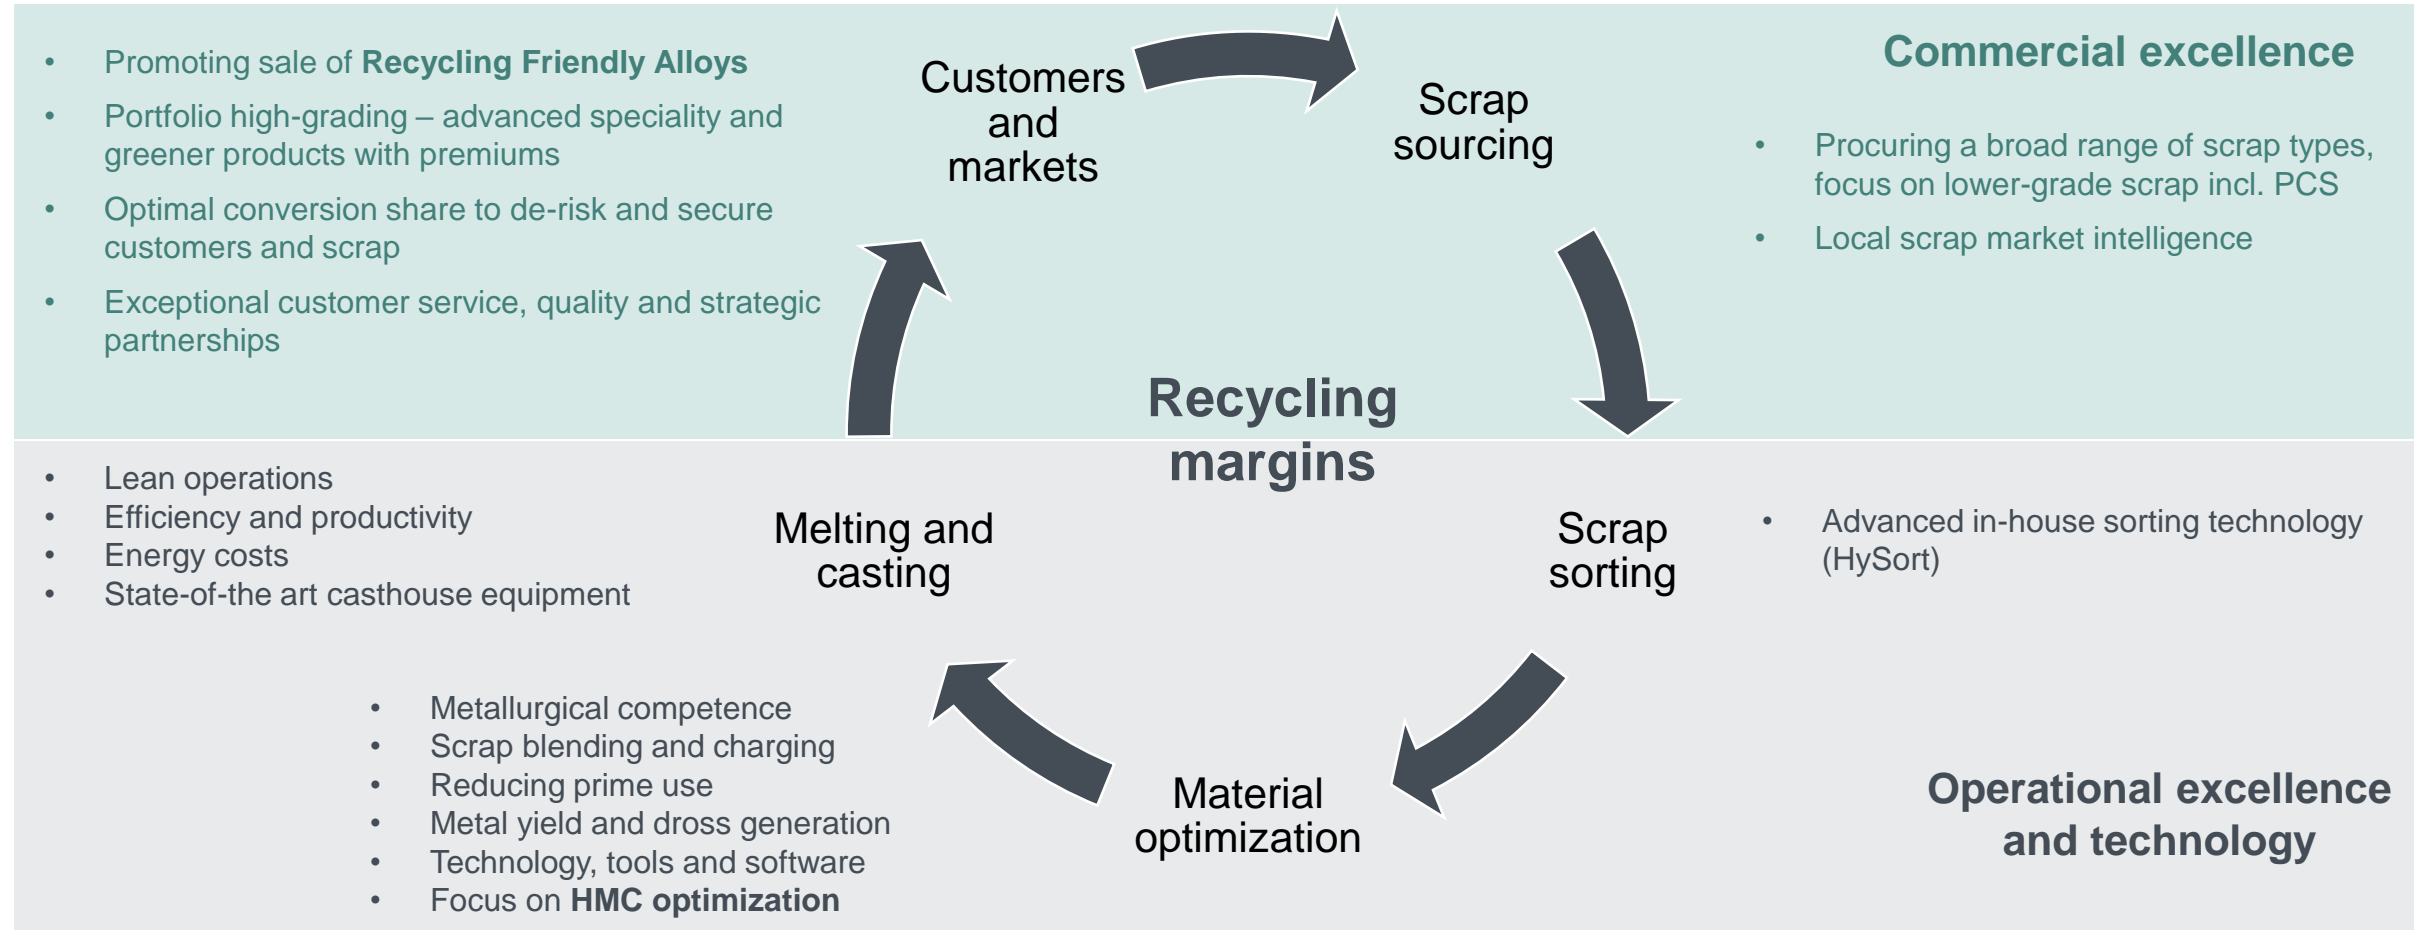 • Promoting sale of Recycling Friendly Alloys
• Portfolio high-grading – advanced speciality and
greener products with premiums
• Optimal conversion share to de-risk and secure
customers and scrap
• Exceptional customer service, quality and strategic
partnerships
Customers
and
markets
Scrap
sourcing
Commercial excellence
• Procuring a broad range of scrap types,
focus on lower-grade scrap incl. PCS
• Local scrap market intelligence
Recycling
margins
• Lean operations
• Efficiency and productivity
• Energy costs
• State-of-the art casthouse equipment
Melting and
casting
Scrap
sorting
• Advanced in-house sorting technology
(HySort)
• Metallurgical competence
• Scrap blending and charging
• Reducing prime use
• Metal yield and dross generation
• Technology, tools and software
• Focus on HMC optimization
Material
optimization
Operational excellence
and technology